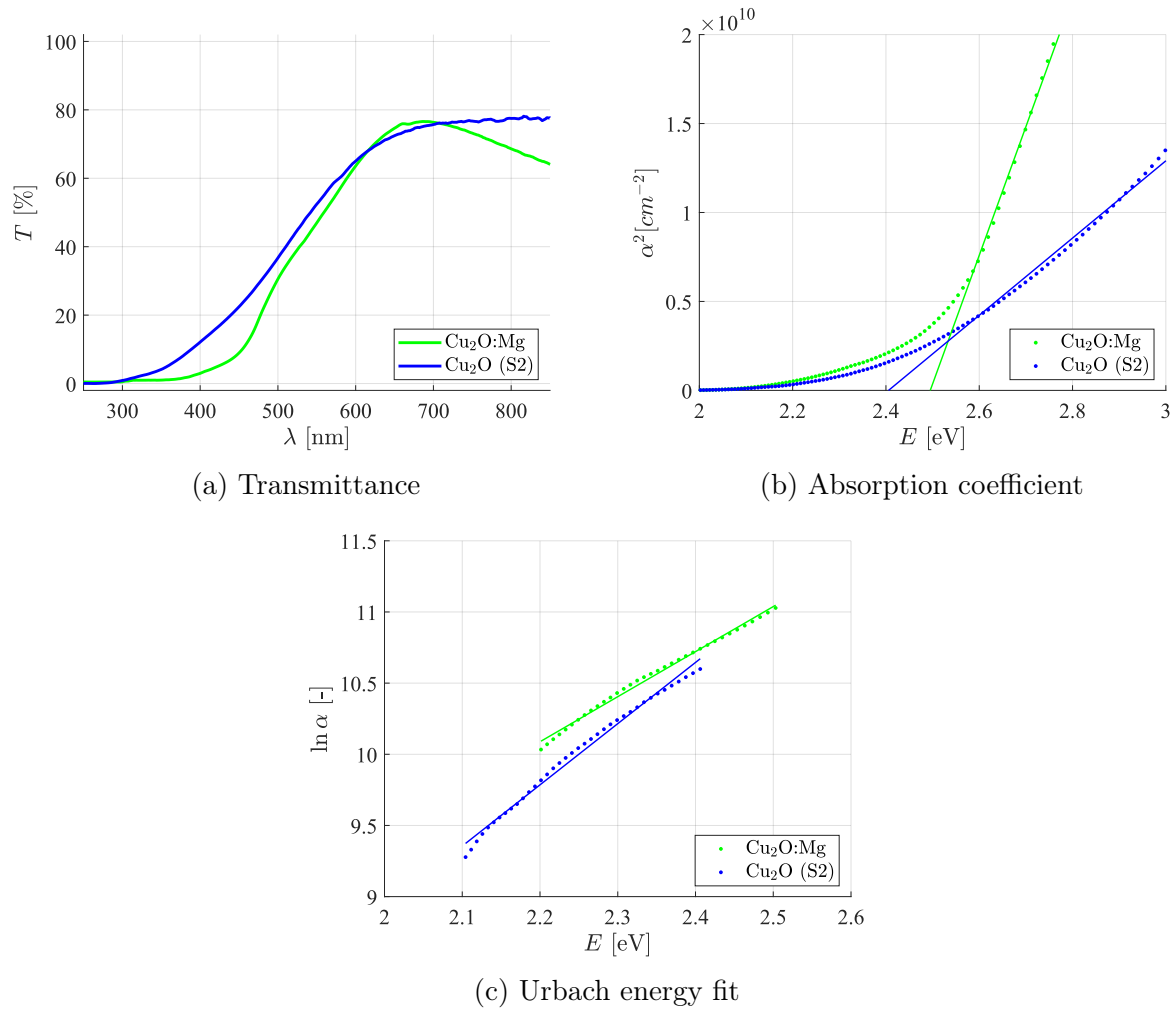 100
80
60
40
20
0
T [%]
300 400 500 600 700 800
λ [nm]
Cu₂O:Mg
Cu₂O (S2)
(a) Transmittance
×10¹⁰
2
1.5
1
0.5
0
α²[cm⁻²]
2 2.2 2.4 2.6 2.8 3
E [eV]
Cu₂O:Mg
Cu₂O (S2)
(b) Absorption coefficient
11.5
11
10.5
10
9.5
9
ln α [-]
2 2.1 2.2 2.3 2.4 2.5 2.6
E [eV]
Cu₂O:Mg
Cu₂O (S2)
(c) Urbach energy fit